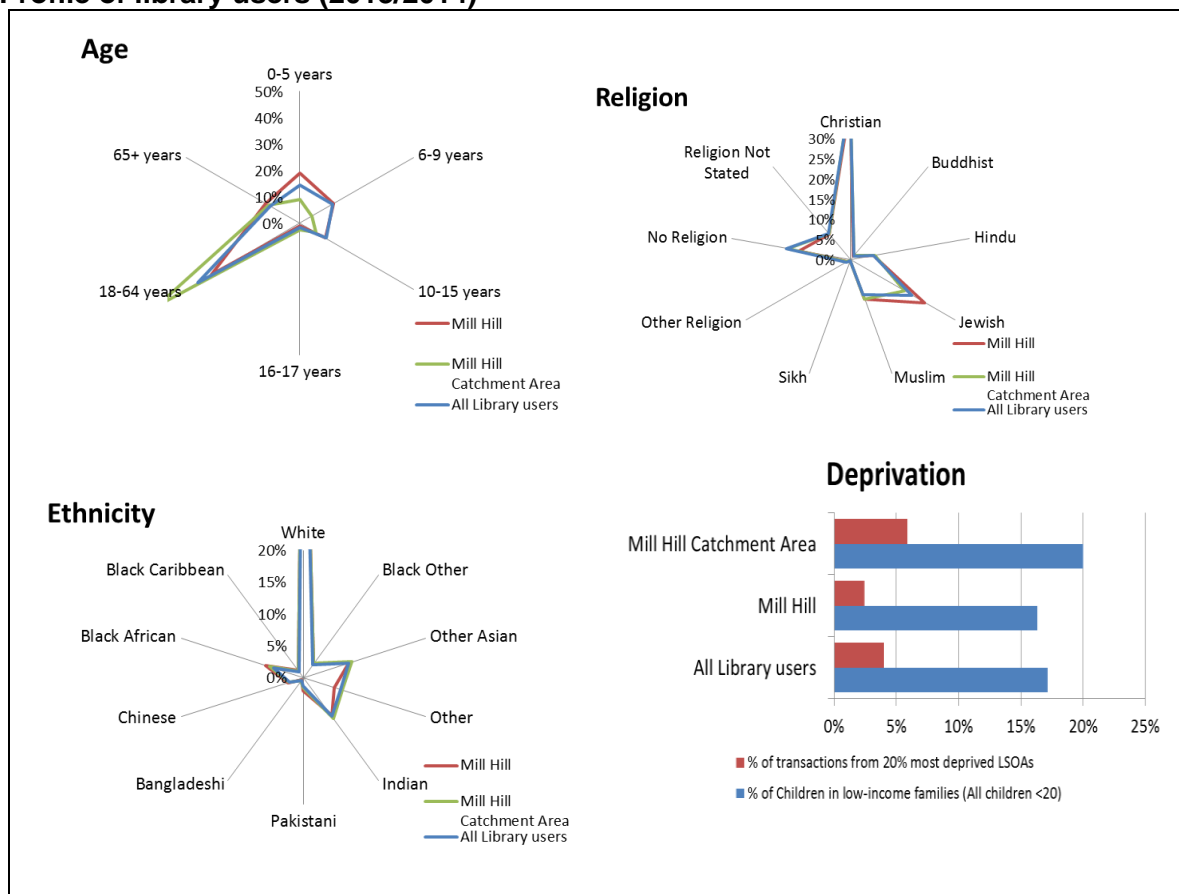 Profile of library users (2013/2014)
Age
0-5 years
50%
40%
30%
20%
10%
0%
65+ years
6-9 years
18-64 years
10-15 years
16-17 years
Mill Hill
Mill Hill
Catchment Area
All Library users
Religion
Christian
30%
25%
20%
15%
10%
5%
0%
Religion Not
Stated
Buddhist
No Religion
Hindu
Other Religion
Jewish
Sikh
Muslim
Mill Hill
Mill Hill
Catchment Area
All Library users
Ethnicity
White
20%
15%
10%
5%
0%
Black Caribbean
Black Other
Black African
Other Asian
Chinese
Other
Bangladeshi
Indian
Pakistani
Mill Hill
Mill Hill
Catchment Area
All Library users
Deprivation
Mill Hill Catchment Area
Mill Hill
All Library users
0% 5% 10% 15% 20% 25%
% of transactions from 20% most deprived LSOAs
% of Children in low-income families (All children <20)